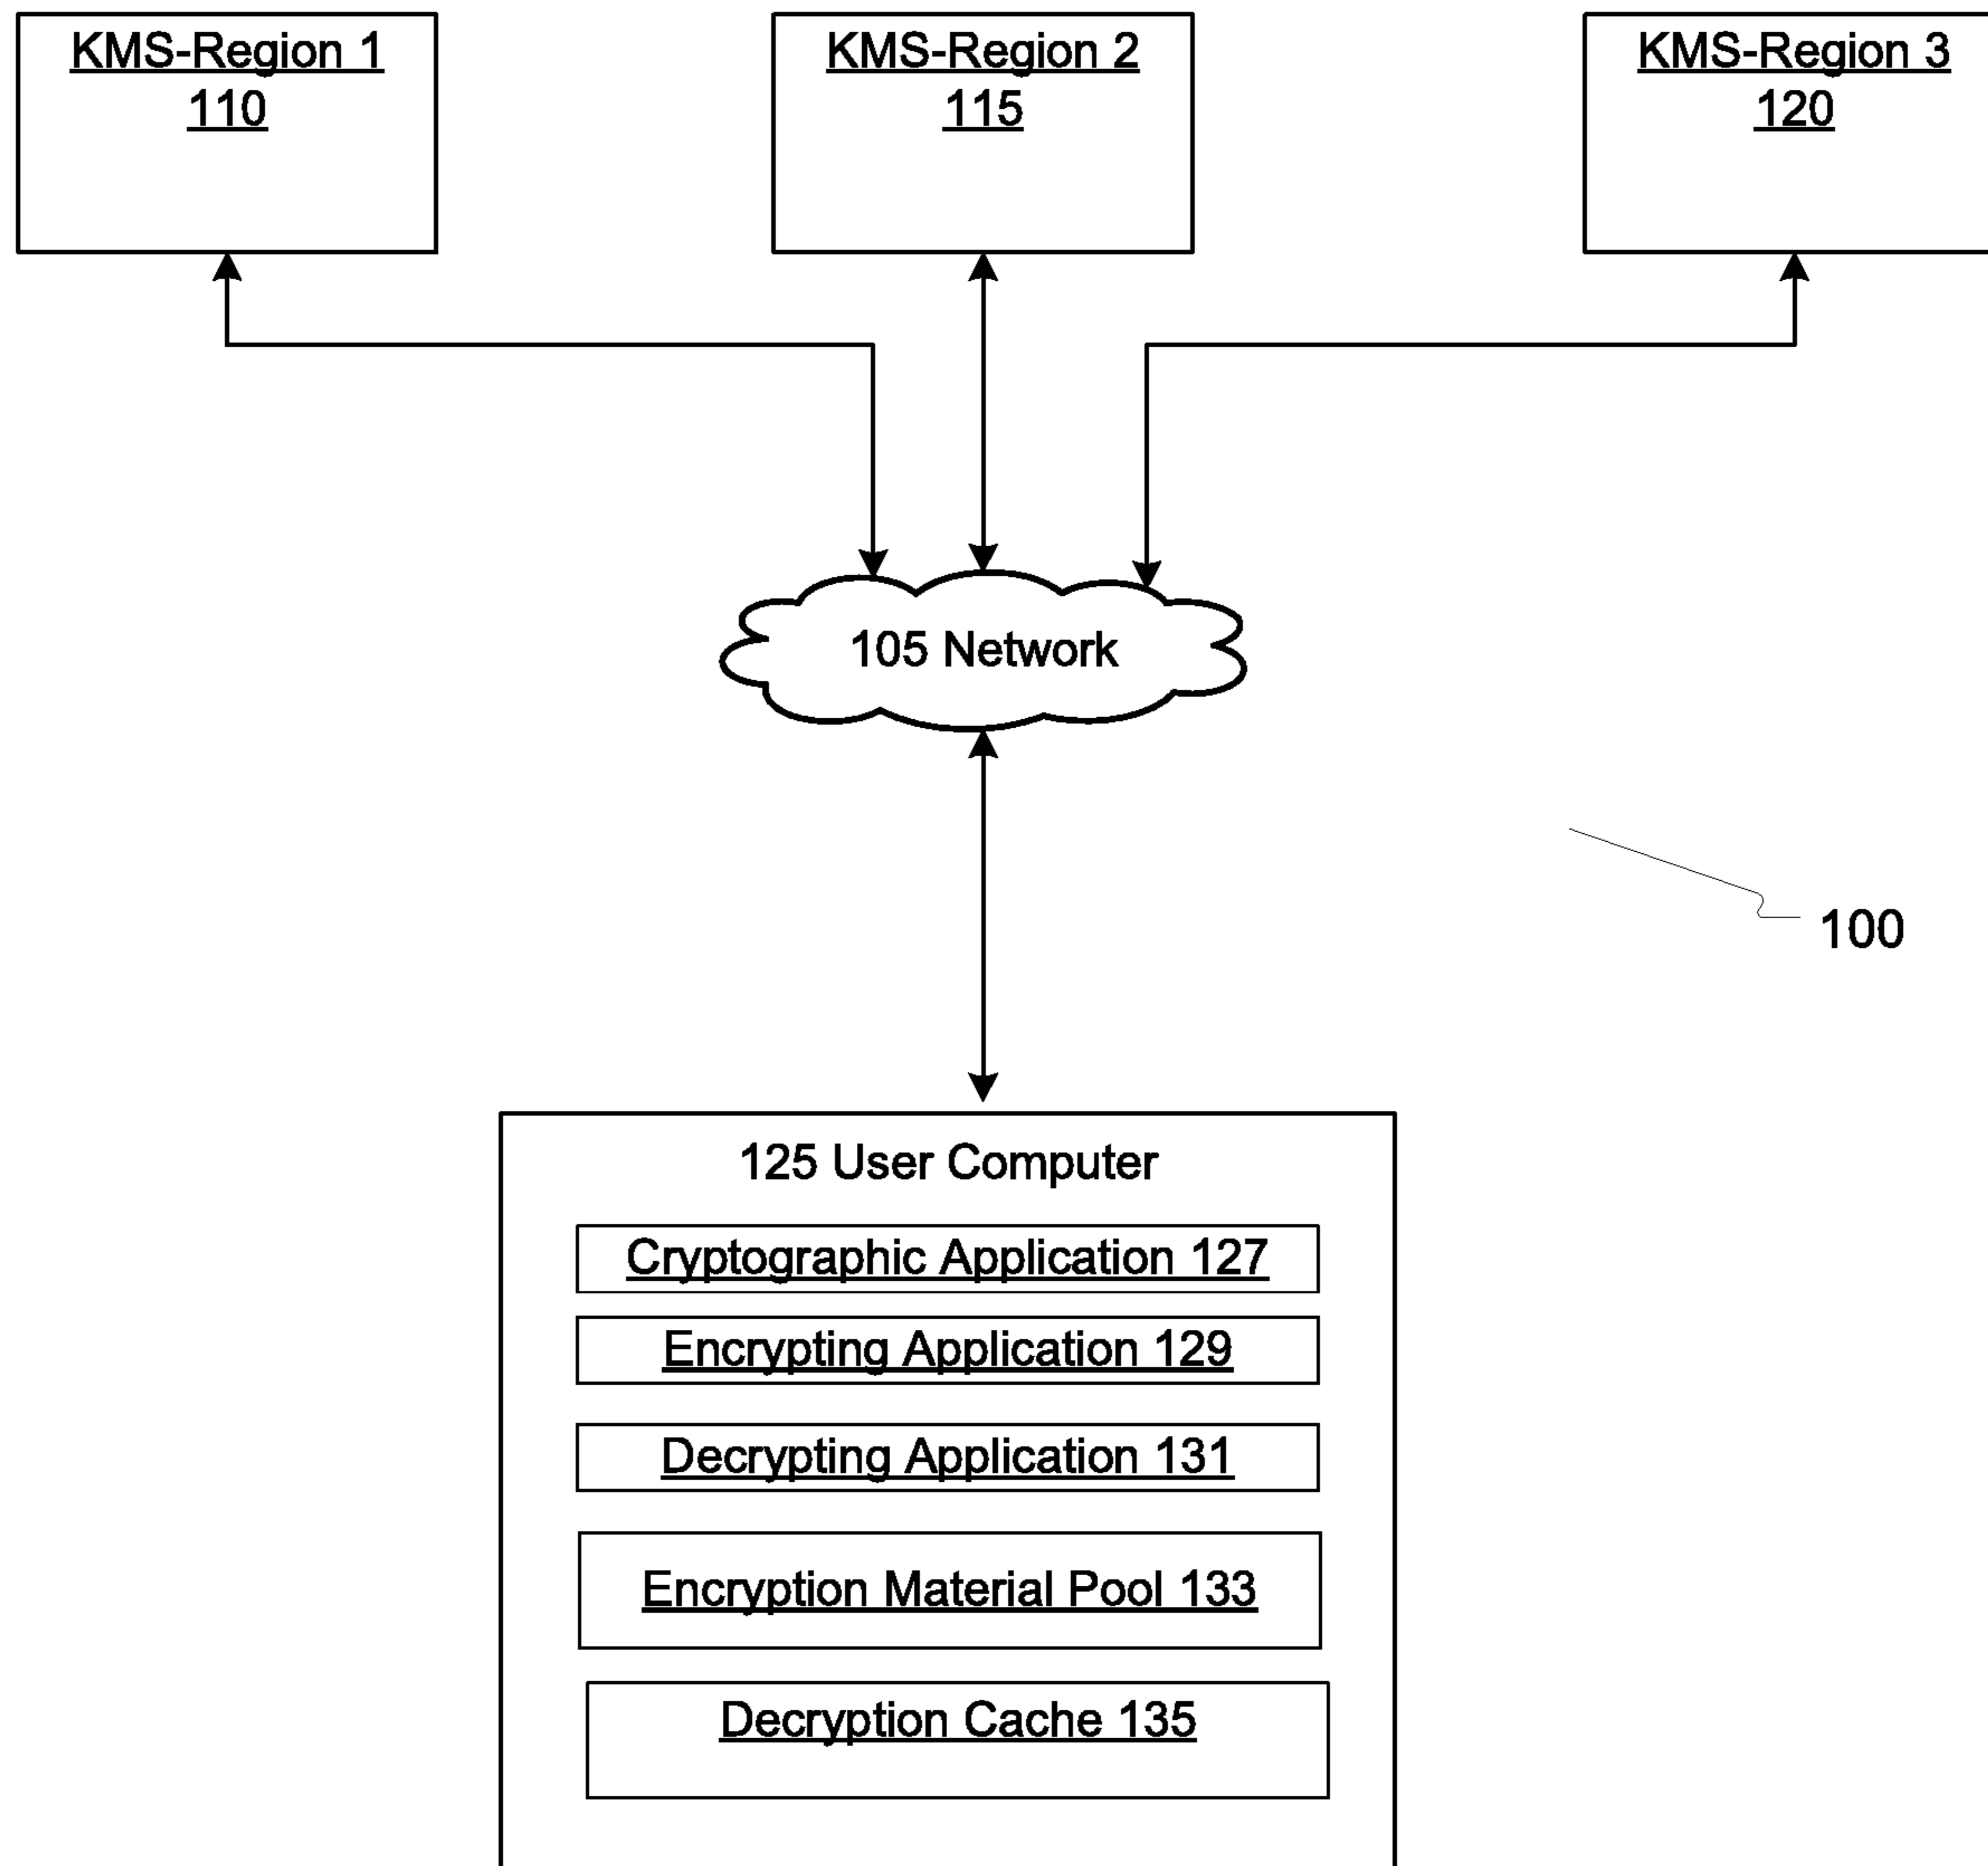 KMS-Region 1
110
KMS-Region 2
115
KMS-Region 3
120
105 Network
100
125 User Computer
Cryptographic Application 127
Encrypting Application 129
Decrypting Application 131
Encryption Material Pool 133
Decryption Cache 135